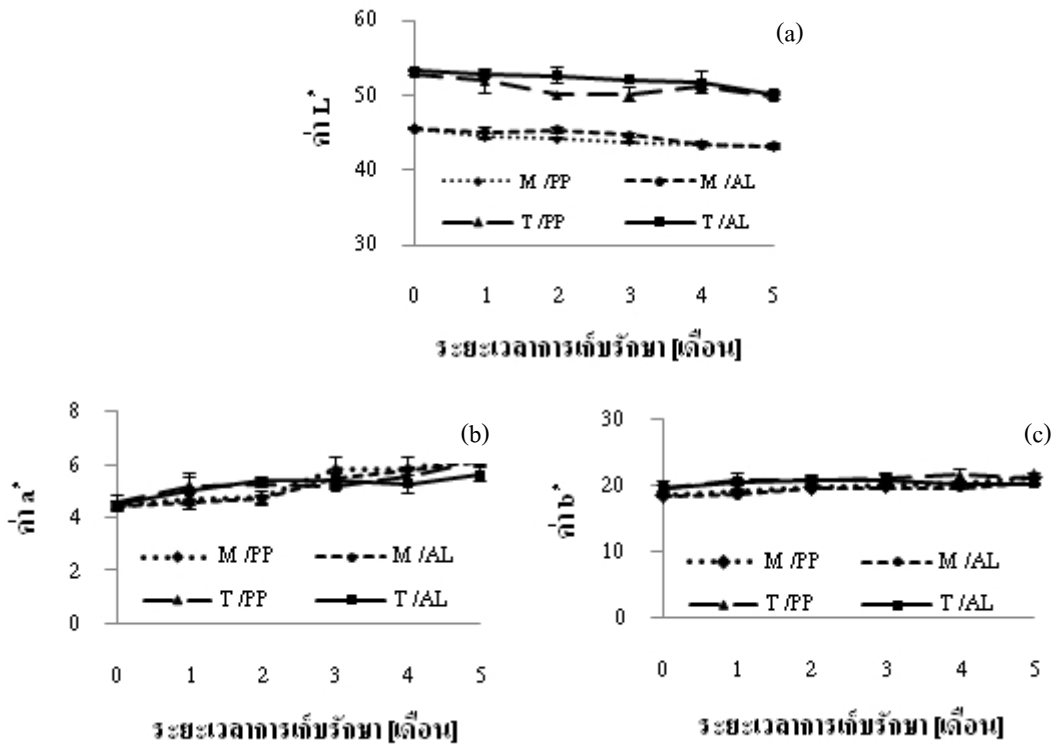 (a)
60
50
40
30
ค่า L*
M /PP M /AL
T /PP T /AL
0 1 2 3 4 5
ระยะเวลาการเก็บรักษา [เดือน]
(b)
8
6
4
2
0
ค่า a*
M /PP M /AL
T /PP T /AL
0 1 2 3 4 5
ระยะเวลาการเก็บรักษา [เดือน]
(c)
30
20
10
0
ค่า b*
M /PP M /AL
T /PP T /AL
0 1 2 3 4 5
ระยะเวลาการเก็บรักษา [เดือน]